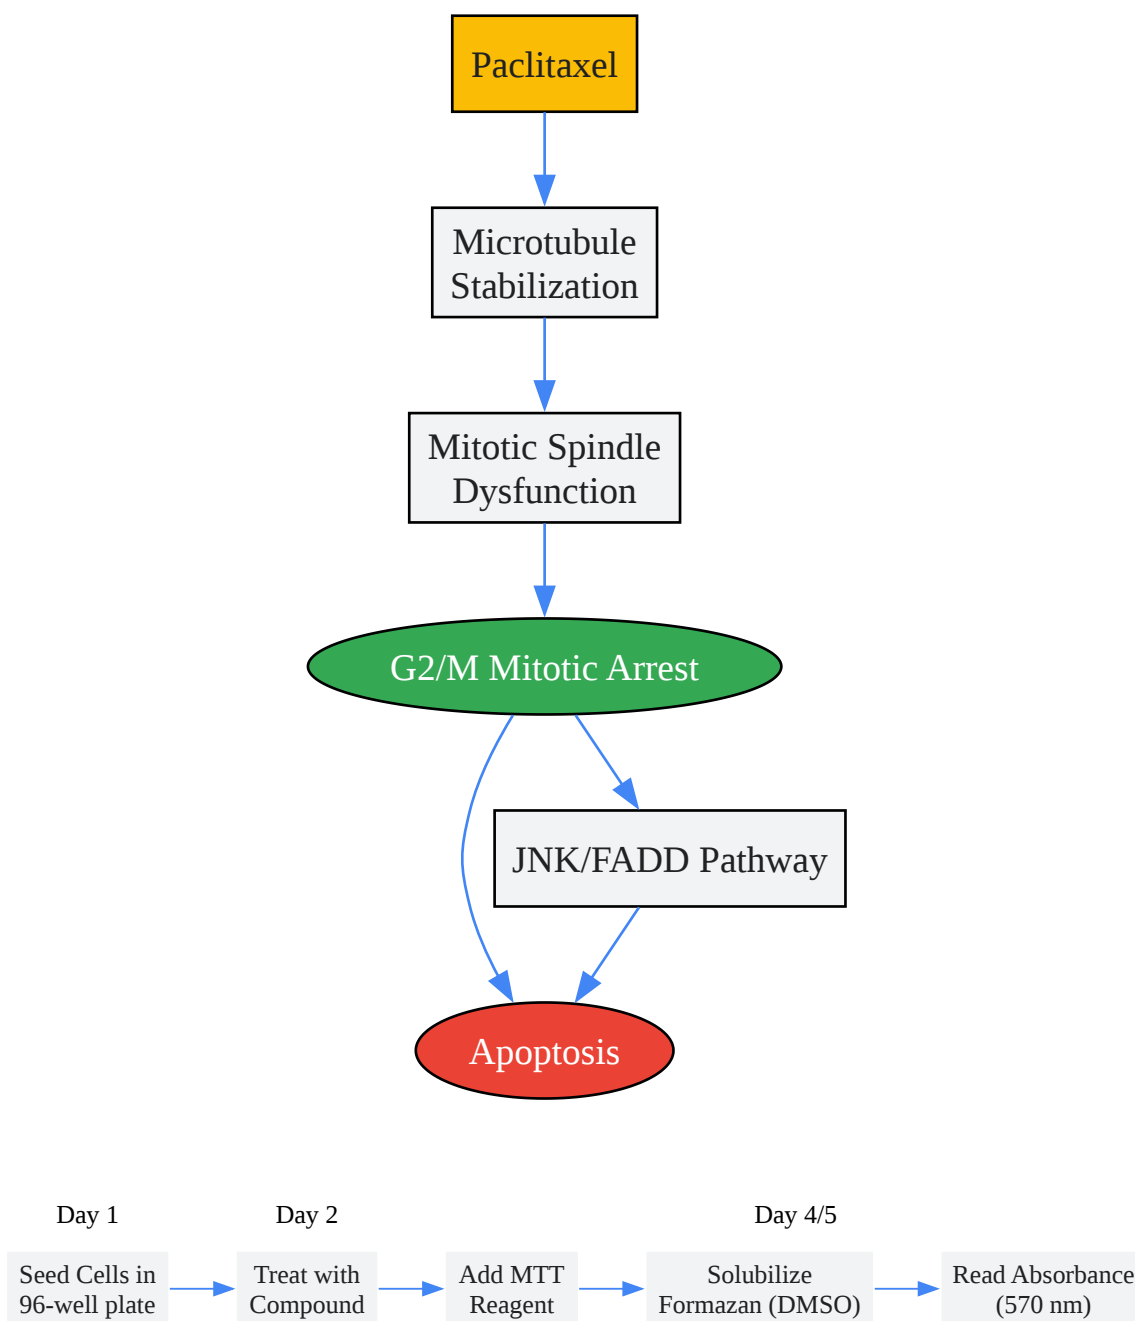 Paclitaxel
Microtubule
Stabilization
Mitotic Spindle
Dysfunction
G2/M Mitotic Arrest
JNK/FADD Pathway
Apoptosis
Day 1
Day 2
Day 4/5
Seed Cells in
96-well plate
Treat with
Compound
Add MTT
Reagent
Solubilize
Formazan (DMSO)
Read Absorbance
(570 nm)